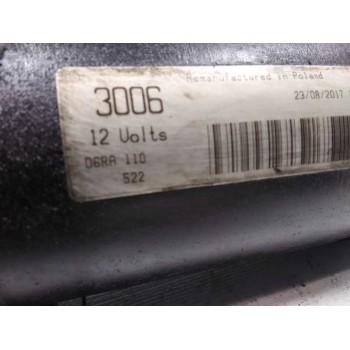 Remanufactured in Poland
3006
23/08/2017
12 Volts
D6RA 110
522